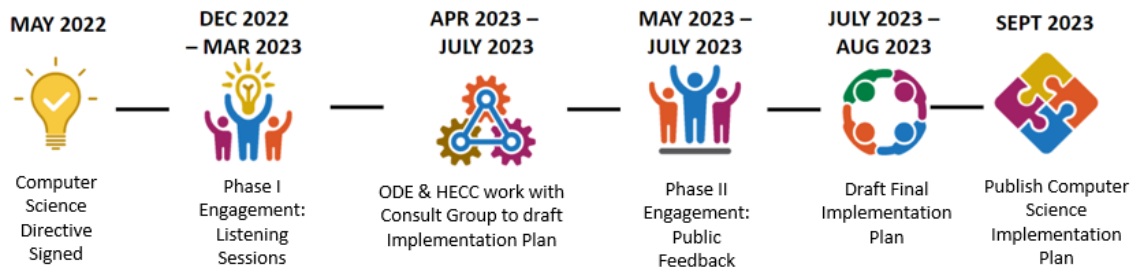 MAY 2022
Computer
Science
Directive
Signed
DEC 2022
– MAR 2023
Phase I
Engagement:
Listening
Sessions
APR 2023 –
JULY 2023
ODE & HECC work with
Consult Group to draft
Implementation Plan
MAY 2023 –
JULY 2023
Phase II
Engagement:
Public
Feedback
JULY 2023 –
AUG 2023
Draft Final
Implementation
Plan
SEPT 2023
Publish Computer
Science
Implementation
Plan